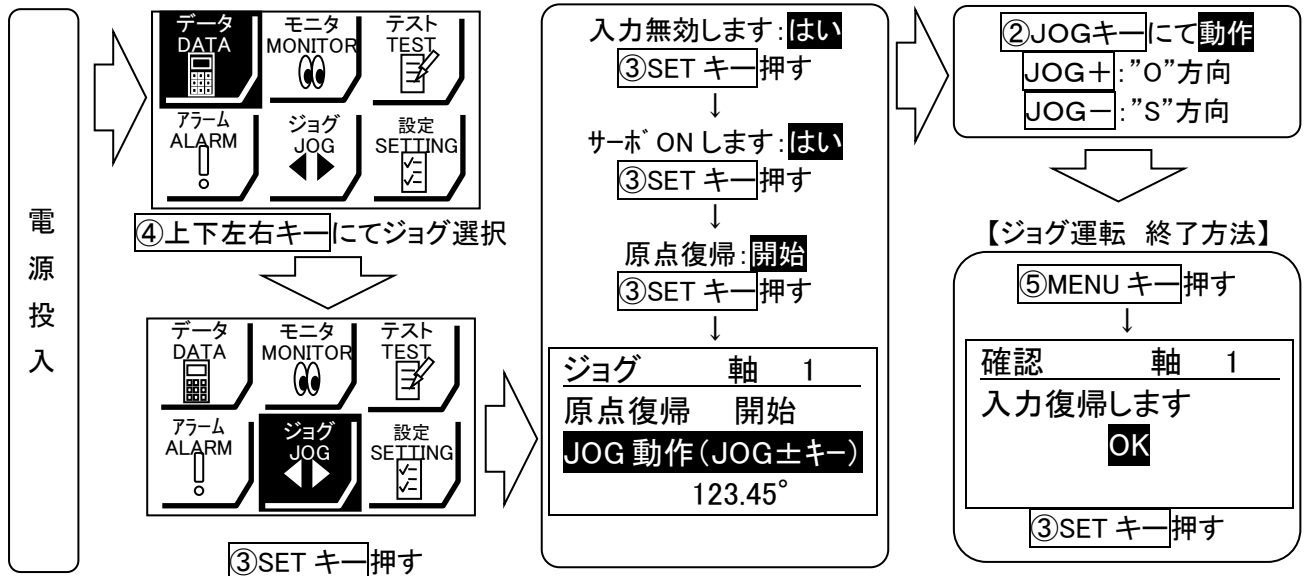 電源投入
データ モニタ テスト
DATA MONITOR TEST
アラーム ジョグ 設定
ALARM JOG SETTING
④上下左右キーにてジョグ選択
データ モニタ テスト
DATA MONITOR TEST
アラーム ジョグ 設定
ALARM JOG SETTING
③SET キー押す
入力無効します:はい
③SET キー押す
↓
サーボ ON します:はい
③SET キー押す
↓
原点復帰:開始
③SET キー押す
↓
ジョグ 軸 1
原点復帰 開始
JOG 動作(JOG±キー)
123.45°
②JOGキーにて動作
JOG+:”O”方向
JOG-:”S”方向
【ジョグ運転 終了方法】
⑤MENU キー押す
↓
確認 軸 1
入力復帰します
OK
③SET キー押す